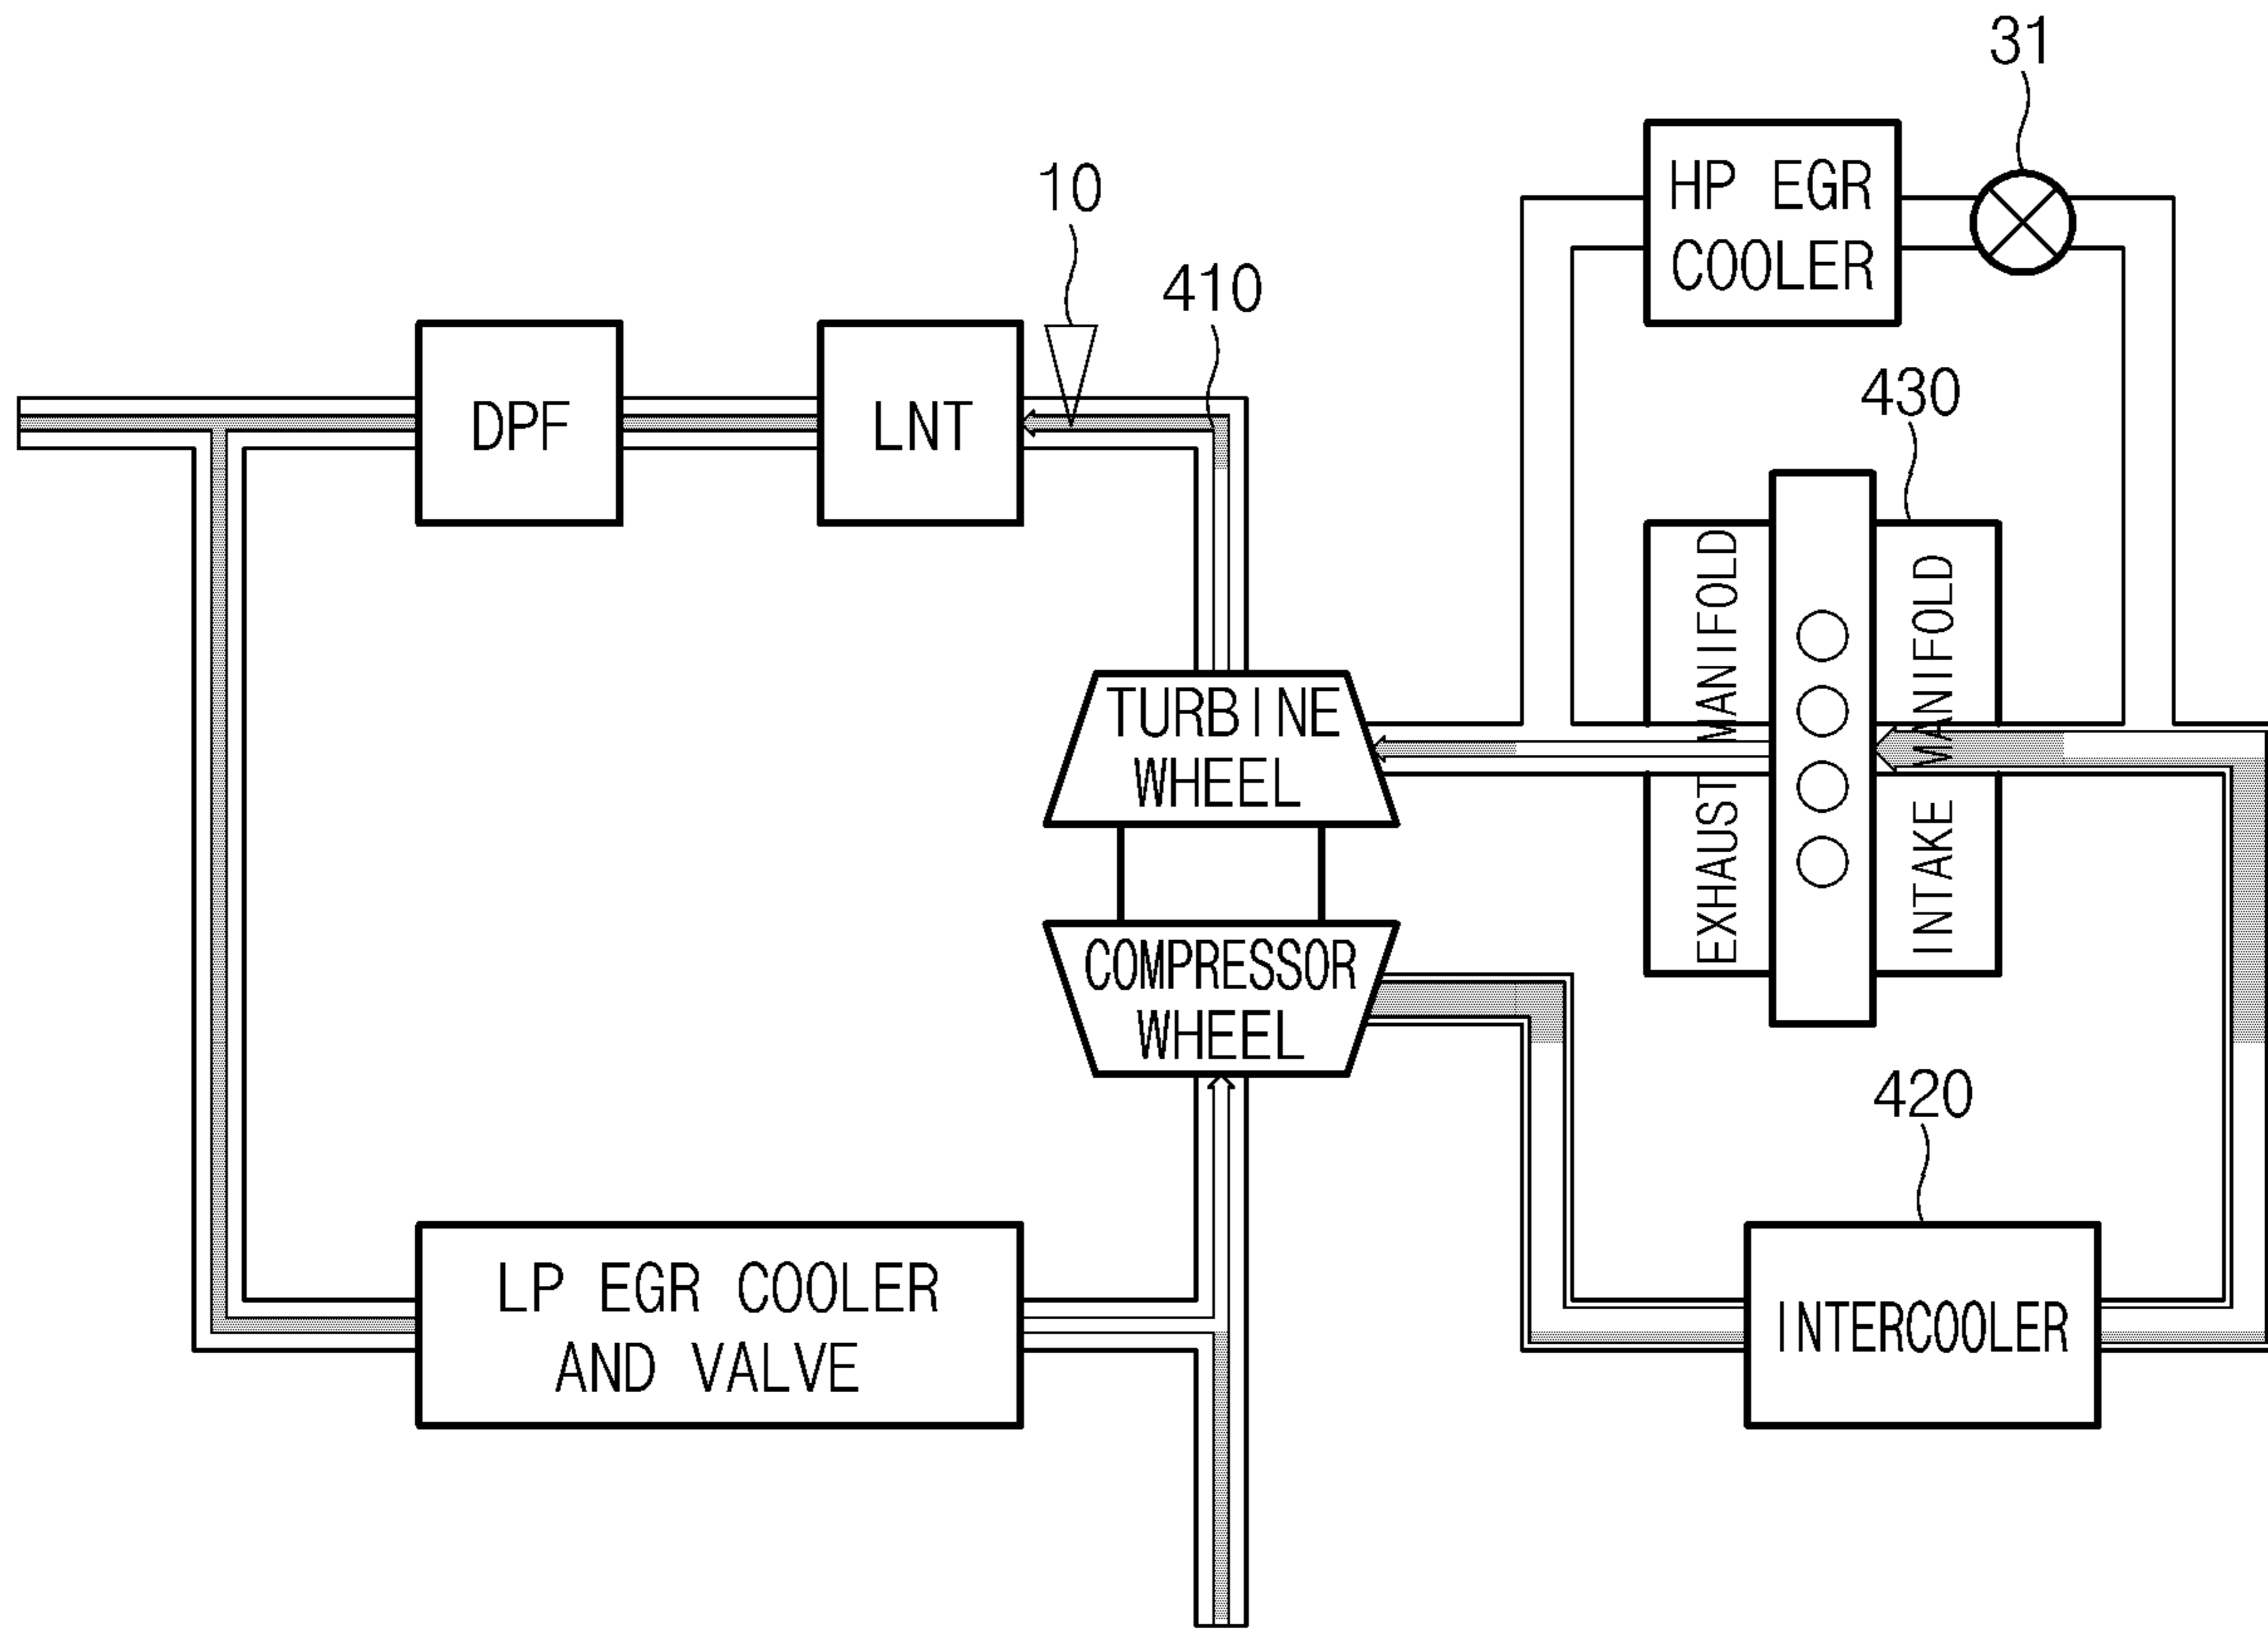 31
HP EGR
COOLER
10
410
430
DPF
LNT
EXHAUST MANIFOLD
INTAKE MANIFOLD
TURBINE
WHEEL
COMPRESSOR
WHEEL
420
LP EGR COOLER
AND VALVE
INTERCOOLER